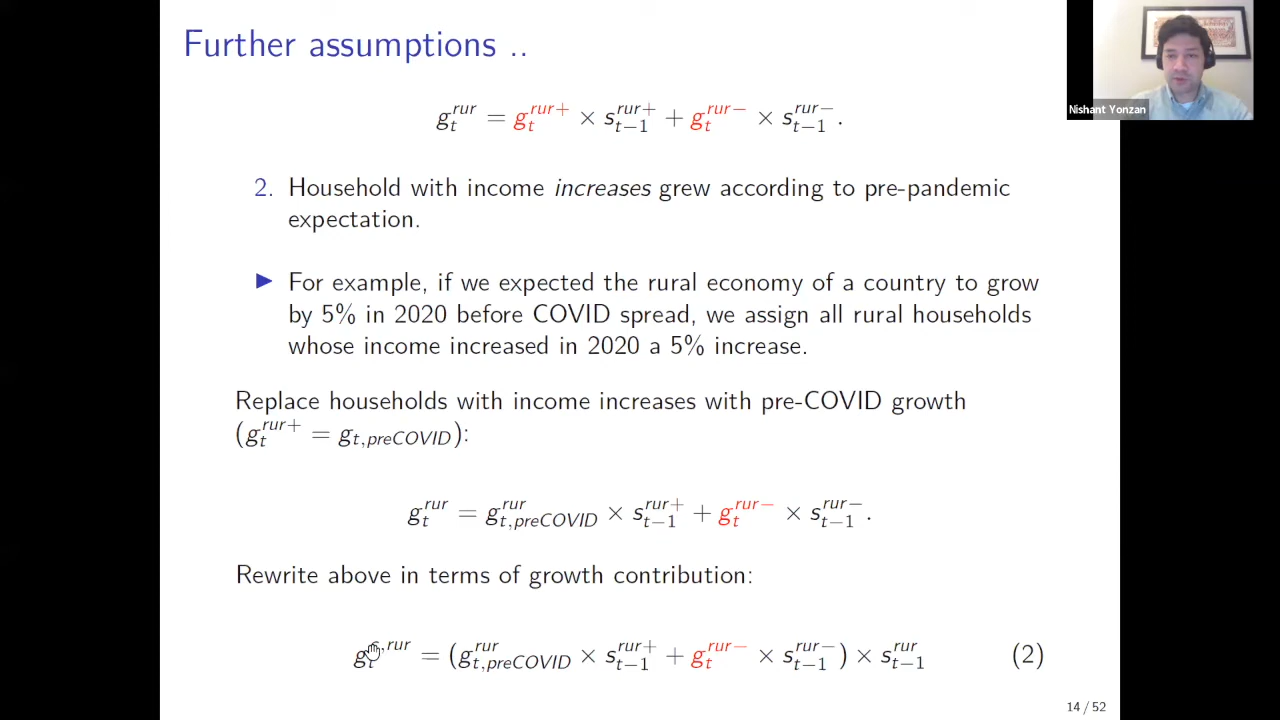 Further assumptions ..
Nishant Yonzan
g_t^{rur} = g_t^{rur+} × s_{t−1}^{rur+} + g_t^{rur−} × s_{t−1}^{rur−}.
2. Household with income increases grew according to pre-pandemic
expectation.
▶ For example, if we expected the rural economy of a country to grow
by 5% in 2020 before COVID spread, we assign all rural households
whose income increased in 2020 a 5% increase.
Replace households with income increases with pre-COVID growth
(g_t^{rur+} = g_{t,preCOVID}):
g_t^{rur} = g_{t,preCOVID}^{rur} × s_{t−1}^{rur+} + g_t^{rur−} × s_{t−1}^{rur−}.
Rewrite above in terms of growth contribution:
g_t^{,rur} = (g_{t,preCOVID}^{rur} × s_{t−1}^{rur+} + g_t^{rur−} × s_{t−1}^{rur−}) × s_{t−1}^{rur} (2)
14 / 52